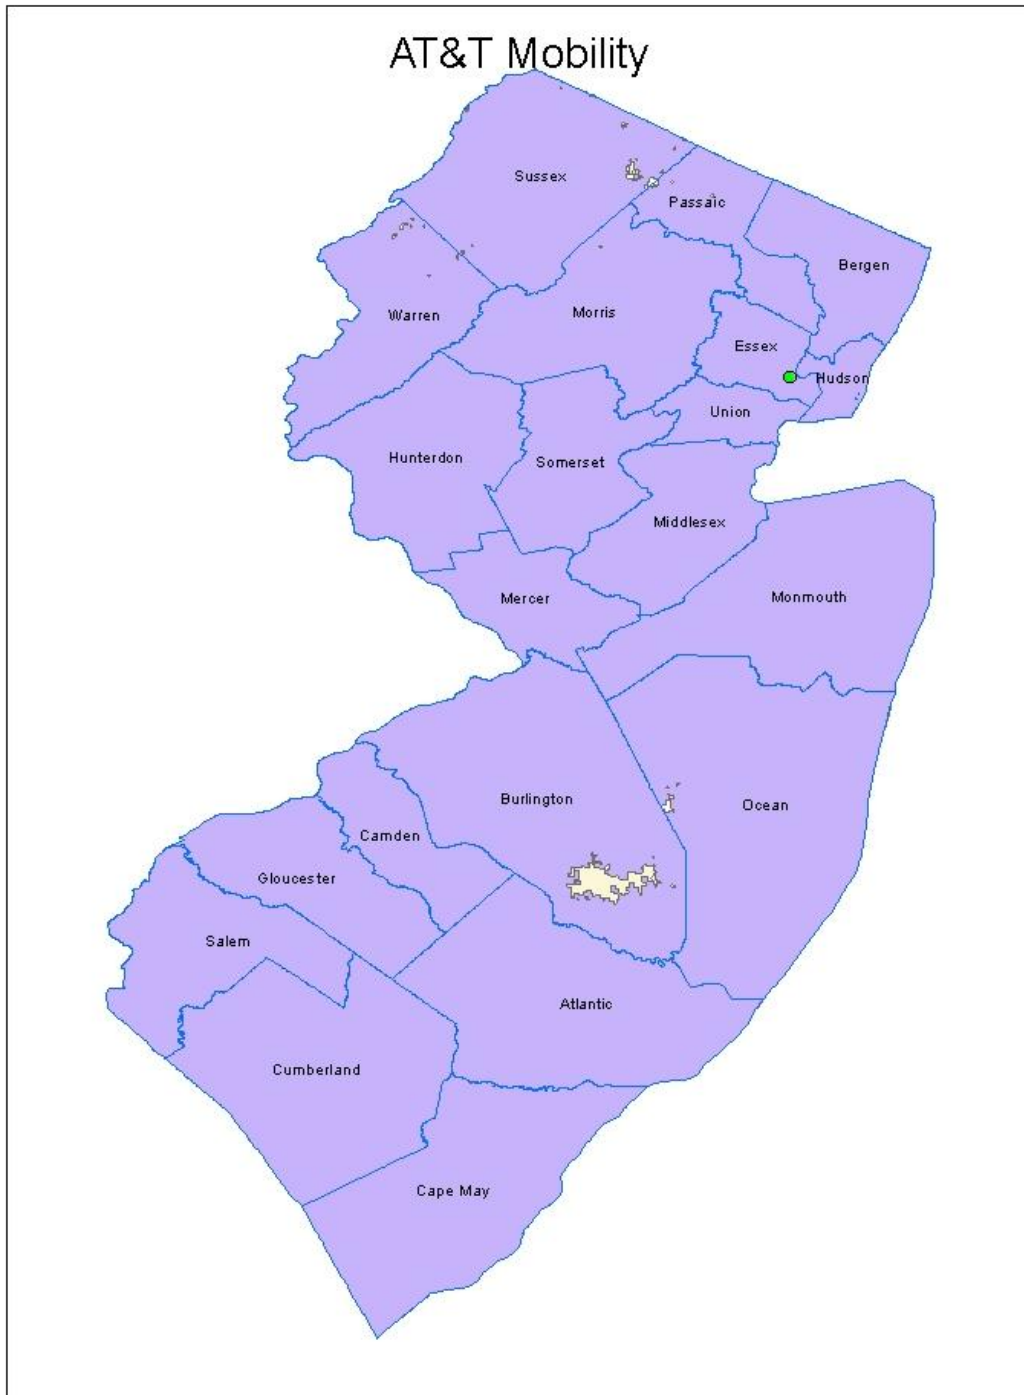 AT&T Mobility
Sussex
Passaic
Bergen
Warren
Morris
Essex
Hudson
Union
Hunterdon
Somerset
Middlesex
Mercer
Monmouth
Burlington
Ocean
Camden
Gloucester
Salem
Atlantic
Cumberland
Cape May